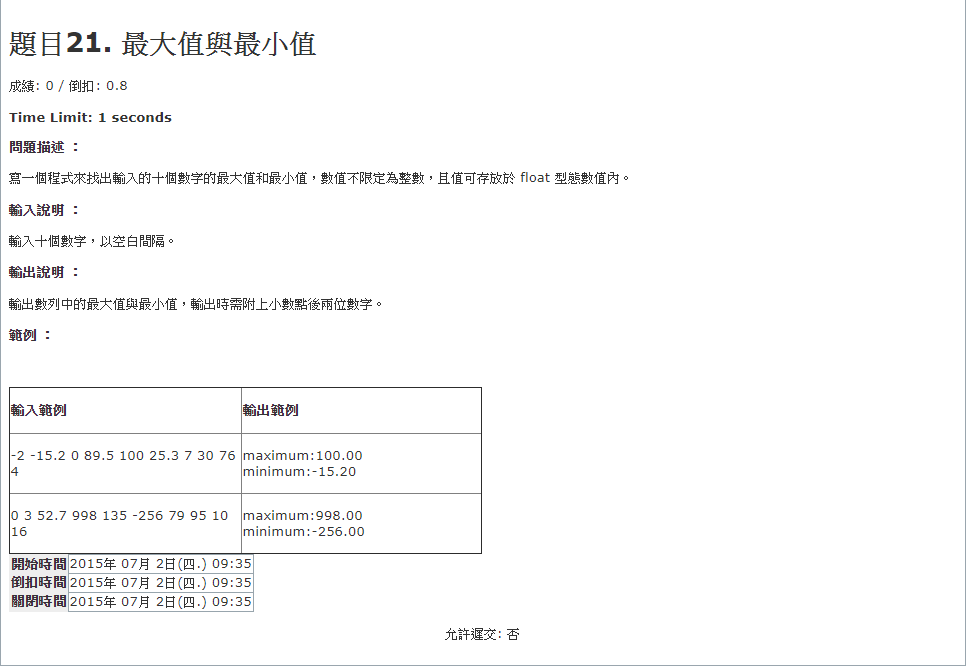 題目21. 最大值與最小值
成績: 0 / 倒扣: 0.8
Time Limit: 1 seconds
問題描述 ：
寫一個程式來找出輸入的十個數字的最大值和最小值，數值不限定為整數，且值可存放於 float 型態數值內。
輸入說明 ：
輸入十個數字，以空白間隔。
輸出說明 ：
輸出數列中的最大值與最小值，輸出時需附上小數點後兩位數字。
範例 ：
輸入範例 輸出範例
-2 -15.2 0 89.5 100 25.3 7 30 76
4
maximum:100.00
minimum:-15.20
0 3 52.7 998 135 -256 79 95 10
16
maximum:998.00
minimum:-256.00
開始時間 2015年 07月 2日(四.) 09:35
倒扣時間 2015年 07月 2日(四.) 09:35
關閉時間 2015年 07月 2日(四.) 09:35
允許遲交: 否